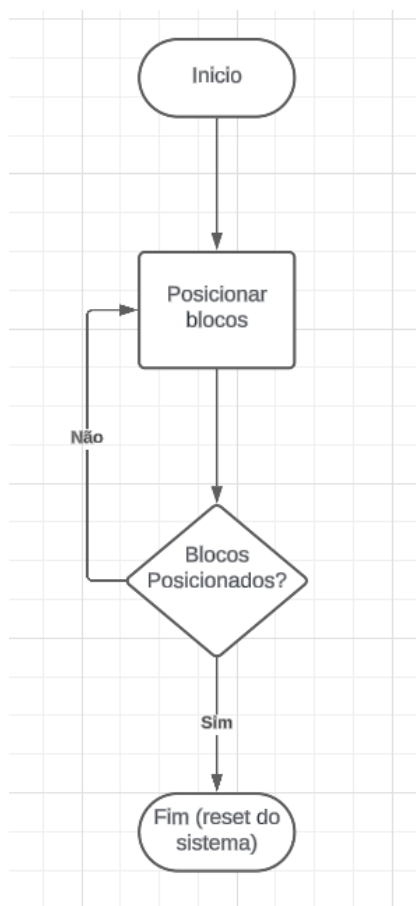 Inicio
Posicionar
blocos
Não
Blocos
Posicionados?
Sim
Fim (reset do
sistema)